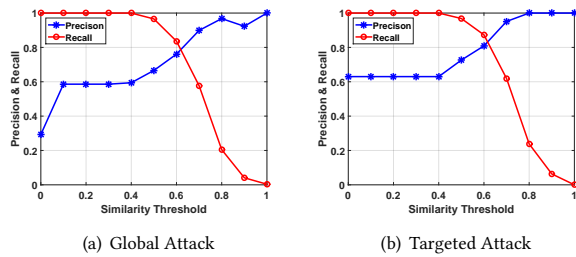 1
0.8
0.6
0.4
0.2
0
Precision & Recall
Precison
Recall
0 0.2 0.4 0.6 0.8 1
Similarity Threshold
(a) Global Attack
1
0.8
0.6
0.4
0.2
0
Precision & Recall
Precison
Recall
0 0.2 0.4 0.6 0.8 1
Similarity Threshold
(b) Targeted Attack